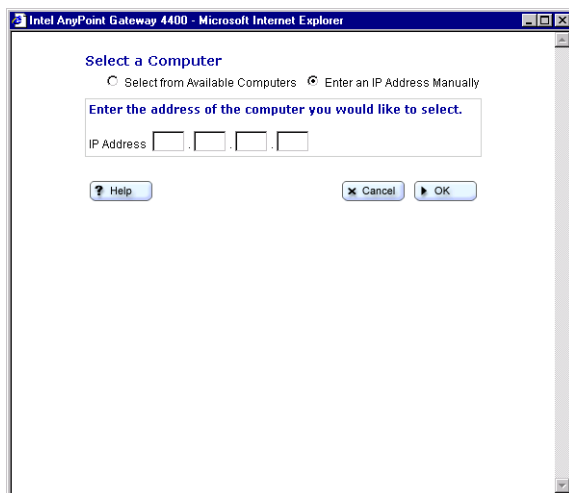 Intel AnyPoint Gateway 4400 - Microsoft Internet Explorer
Select a Computer
Select from Available Computers Enter an IP Address Manually
Enter the address of the computer you would like to select.
IP Address . . .
? Help Cancel OK